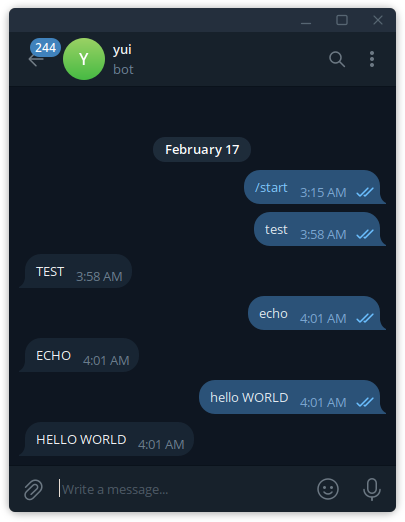 244
Y
yui
bot
February 17
/start 3:15 AM
test 3:58 AM
TEST 3:58 AM
echo 4:01 AM
ECHO 4:01 AM
hello WORLD 4:01 AM
HELLO WORLD 4:01 AM
Write a message...